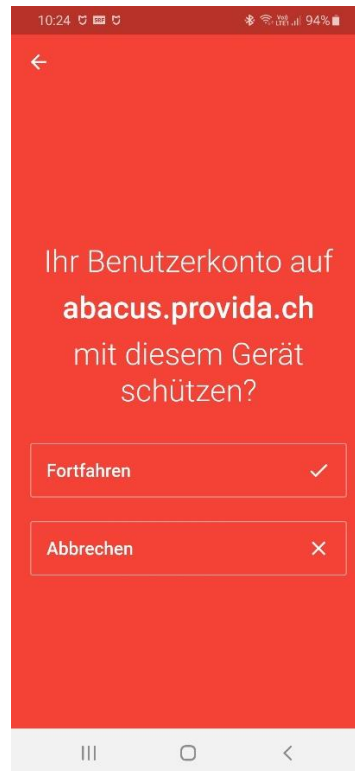 10:24 94%
Ihr Benutzerkonto auf
abacus.provida.ch
mit diesem Gerät
schützen?
Fortfahren
Abbrechen